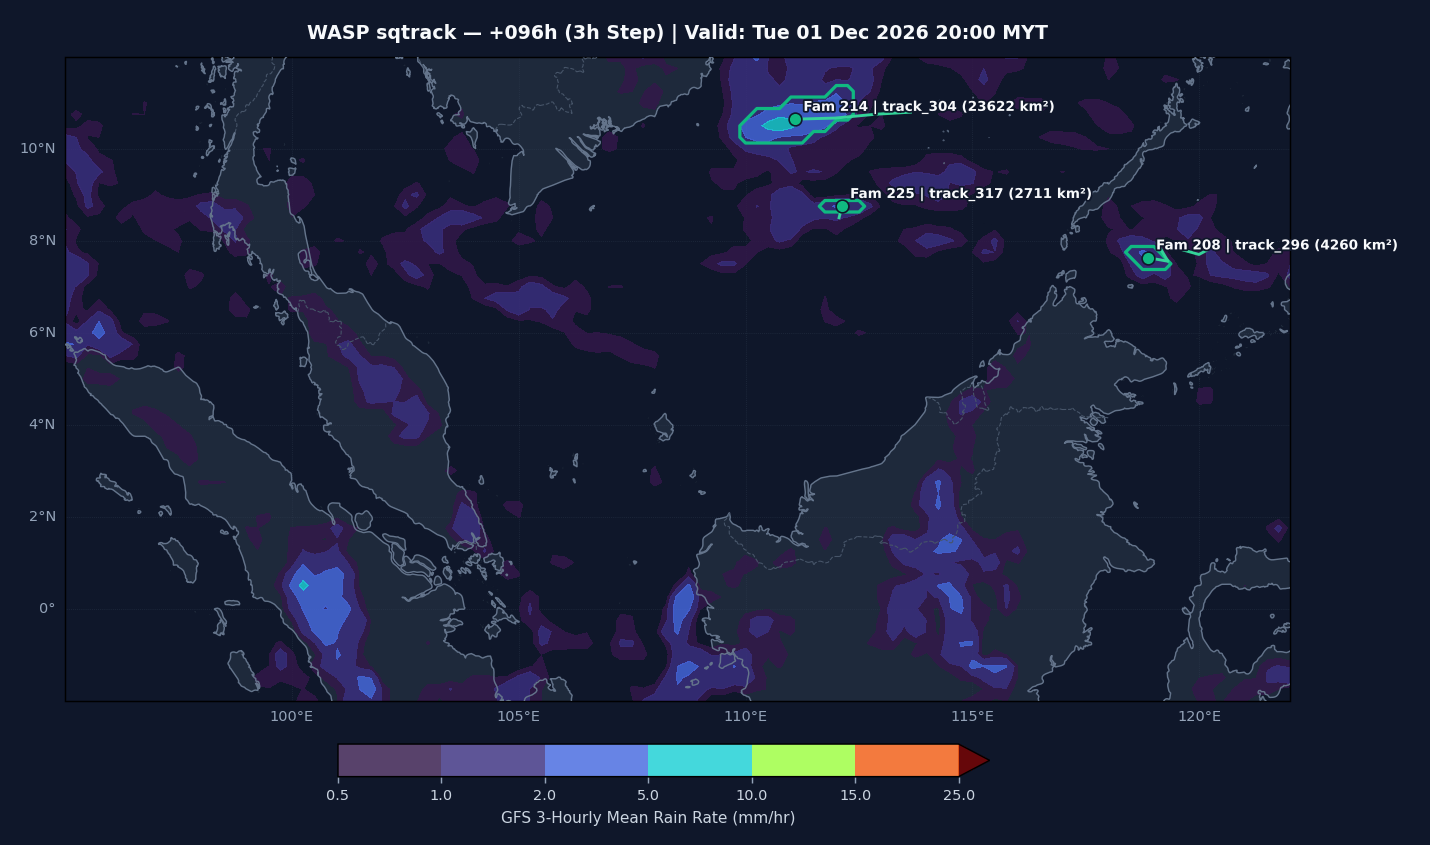 WASP sqtrack — +096h (3h Step) | Valid: Tue 01 Dec 2026 20:00 MYT
Fam 214 | track_304 (23622 km²)
Fam 225 | track_317 (2711 km²)
Fam 208 | track_296 (4260 km²)
10°N
8°N
6°N
4°N
2°N
0°
100°E 105°E 110°E 115°E 120°E
0.5 1.0 2.0 5.0 10.0 15.0 25.0
GFS 3-Hourly Mean Rain Rate (mm/hr)